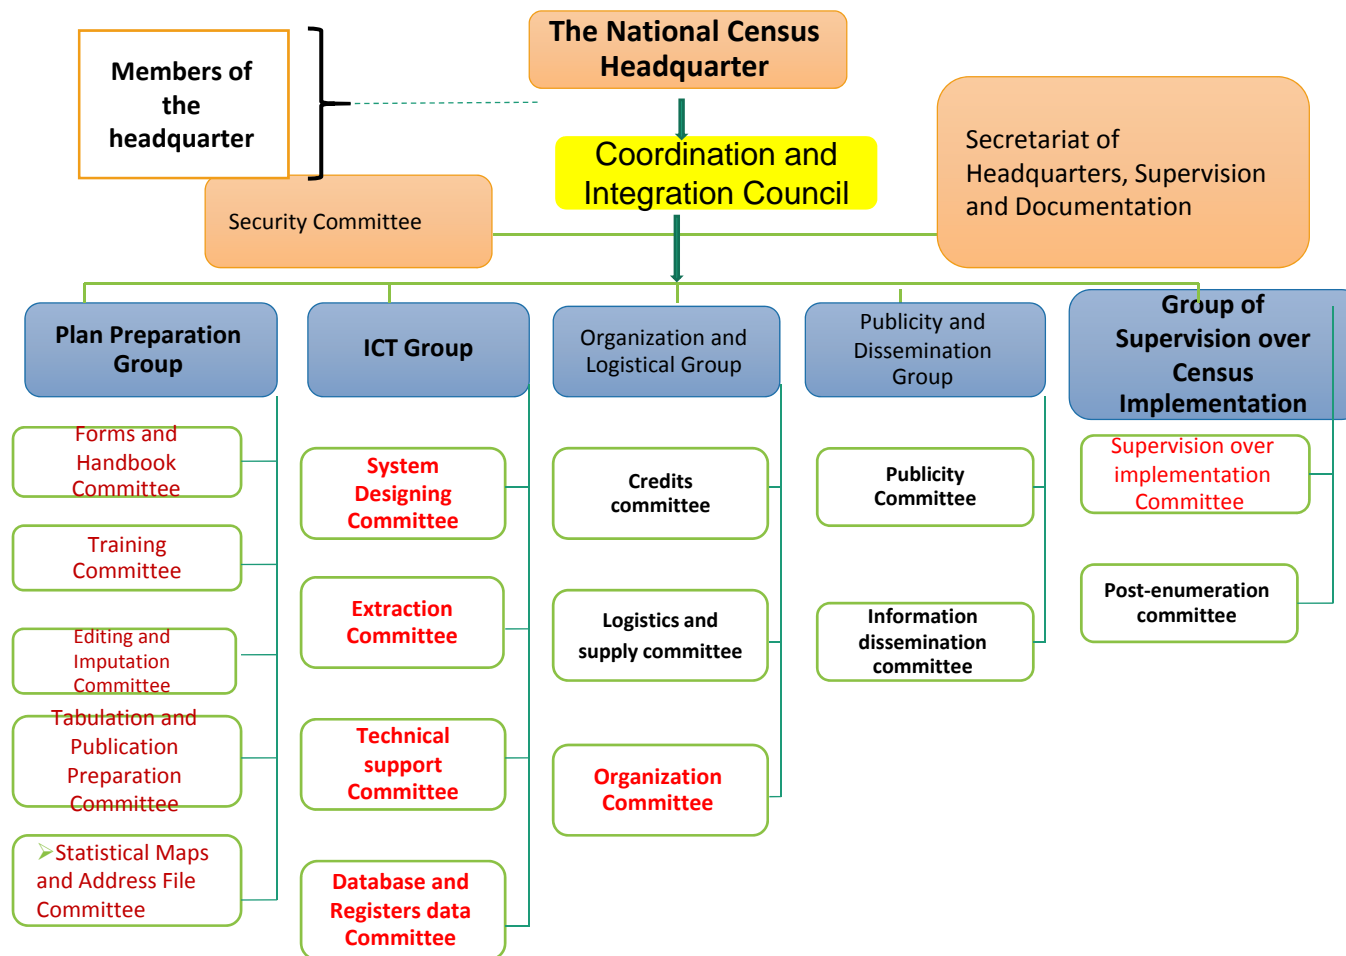 The National Census
Headquarter
Members of
the
headquarter
Coordination and
Integration Council
Secretariat of
Headquarters, Supervision
and Documentation
Security Committee
Plan Preparation
Group
ICT Group
Organization and
Logistical Group
Publicity and
Dissemination
Group
Group of
Supervision over
Census
Implementation
Forms and
Handbook
Committee
Training
Committee
Editing and
Imputation
Committee
Tabulation and
Publication
Preparation
Committee
➢Statistical Maps
and Address File
Committee
System
Designing
Committee
Extraction
Committee
Technical
support
Committee
Database and
Registers data
Committee
Credits
committee
Logistics and
supply committee
Organization
Committee
Publicity
Committee
Information
dissemination
committee
Supervision over
implementation
Committee
Post-enumeration
committee